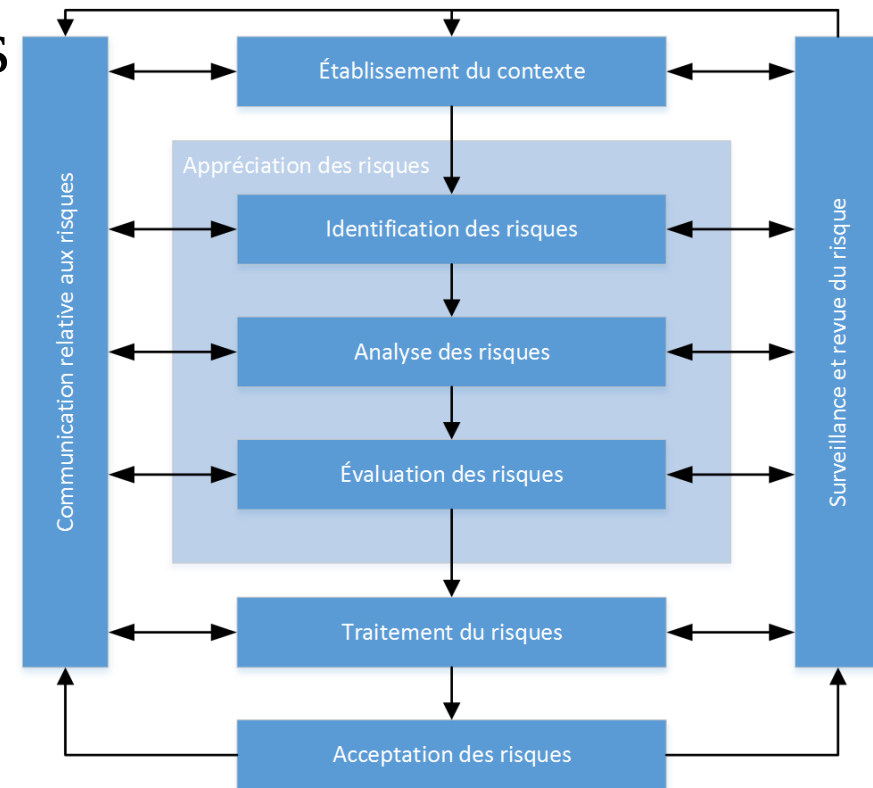 s
Établissement du contexte
Appréciation des risques
Identification des risques
Analyse des risques
Évaluation des risques
Traitement du risques
Acceptation des risques
Communication relative aux risques
Surveillance et revue du risque